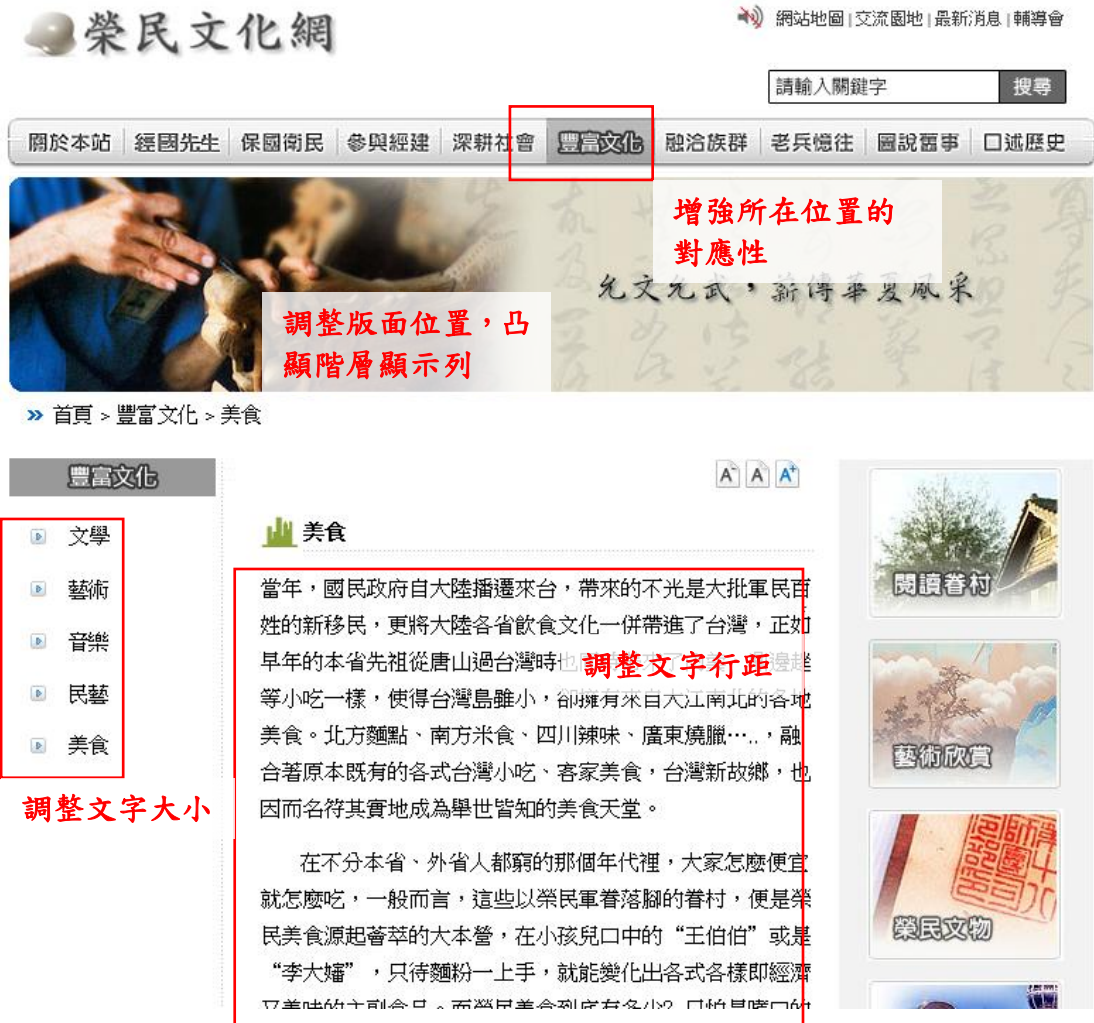 榮民文化網
網站地圖 | 交流園地 | 最新消息 | 輔導會
請輸入關鍵字 搜尋
關於本站 經國先生 保國衛民 參與經建 深耕社會 豐富文化 融洽族群 老兵憶往 圖說舊事 口述歷史
增強所在位置的
對應性
允文允武,薪傳華夏風采
調整版面位置,凸
顯階層顯示列
» 首頁 > 豐富文化 > 美食
豐富文化
A- A A+
文學
藝術
音樂
民藝
美食
調整文字大小
美食
當年,國民政府自大陸播遷來台,帶來的不光是大批軍民百
姓的新移民,更將大陸各省飲食文化一併帶進了台灣,正如
早年的本省先祖從唐山過台灣時也
調整文字行距
等小吃一樣,使得台灣島雖小,卻擁有來自大江南北的各地
美食。北方麵點、南方米食、四川辣味、廣東燒臘…..,融
合著原本既有的各式台灣小吃、客家美食,台灣新故鄉,也
因而名符其實地成為舉世皆知的美食天堂。
在不分本省、外省人都窮的那個年代裡,大家怎麼便宜
就怎麼吃,一般而言,這些以榮民軍眷落腳的眷村,便是榮
民美食源起薈萃的大本營,在小孩兒口中的“王伯伯”或是
“李大嬸”,只待麵粉一上手,就能變化出各式各樣即經濟
閱讀眷村
藝術欣賞
榮民文物